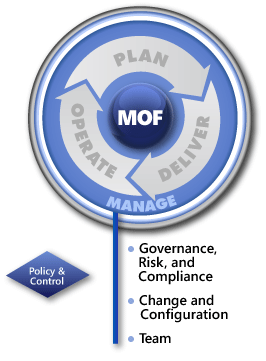 PLAN
MOF
OPERATE
DELIVER
MANAGE
Governance,
Risk, and
Compliance
Policy &
Control
Change and
Configuration
Team